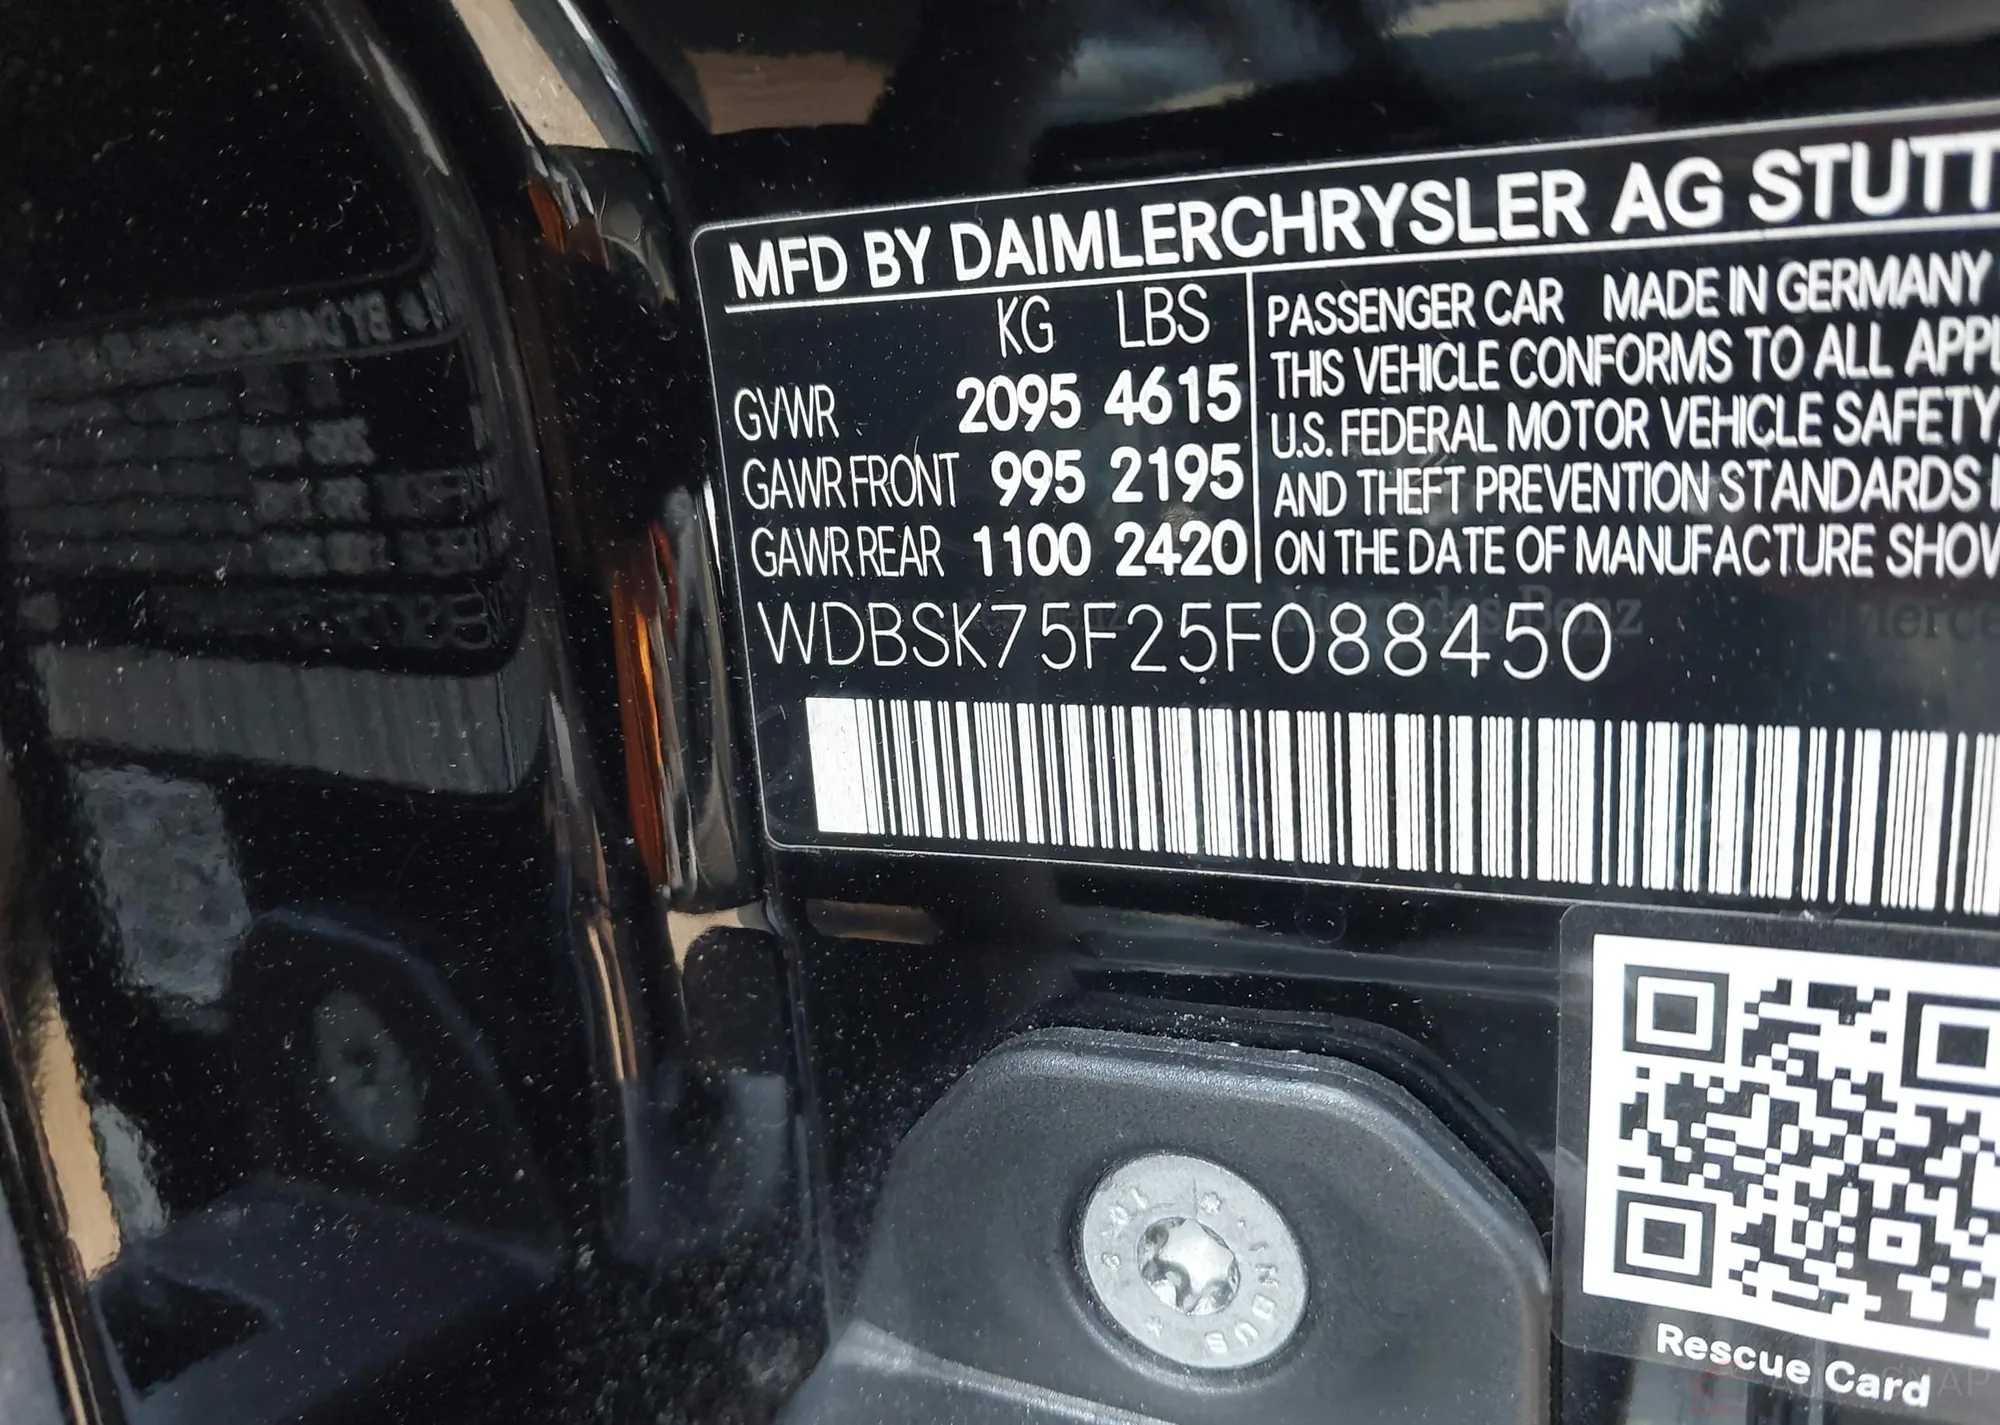 MFD BY DAIMLERCHRYSLER AG STUTT
KG LBS
GVWR 2095 4615
GAWR FRONT 995 2195
GAWR REAR 1100 2420
PASSENGER CAR MADE IN GERMANY
THIS VEHICLE CONFORMS TO ALL APPL
U.S. FEDERAL MOTOR VEHICLE SAFETY,
AND THEFT PREVENTION STANDARDS I
ON THE DATE OF MANUFACTURE SHOW
WDBSK75F25F088450
Mercedes-Benz
Rescue Card